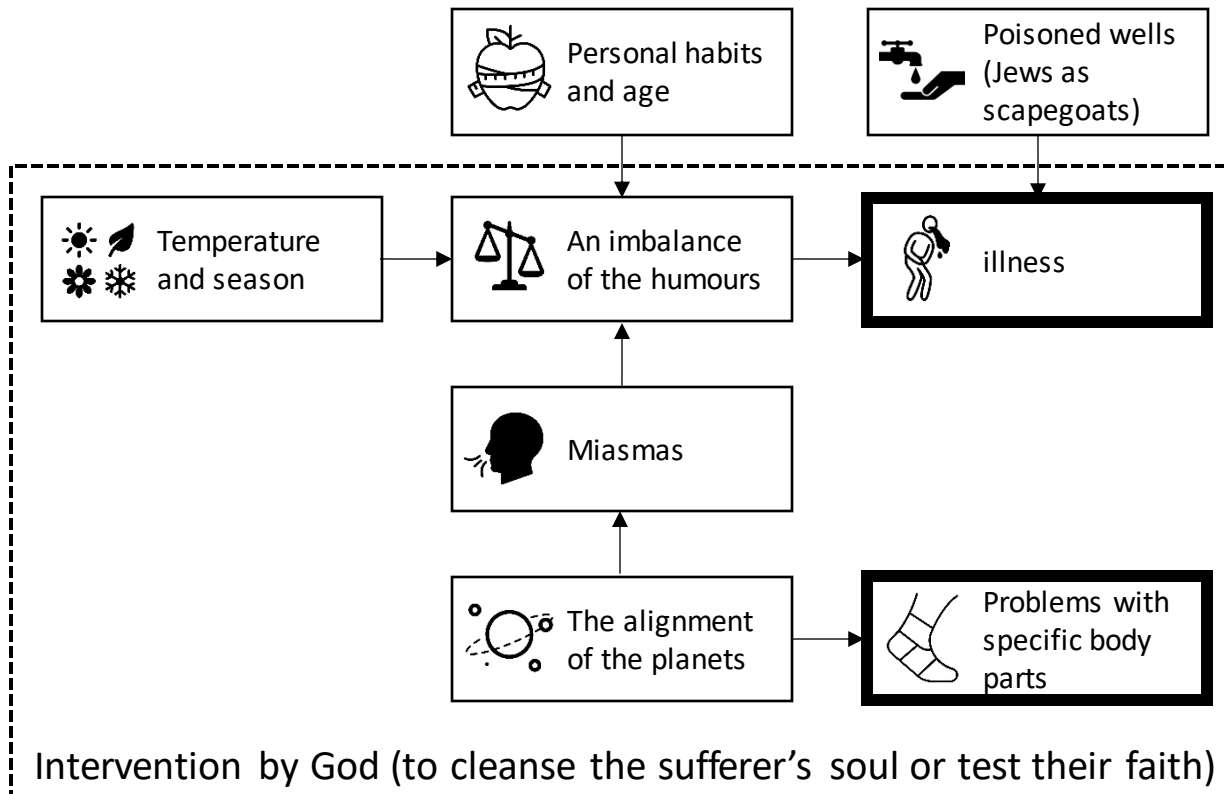 Personal habits
and age
Poisoned wells
(Jews as
scapegoats)
Temperature
and season
An imbalance
of the humours
illness
Miasmas
The alignment
of the planets
Problems with
specific body
parts
Intervention by God (to cleanse the sufferer’s soul or test their faith)